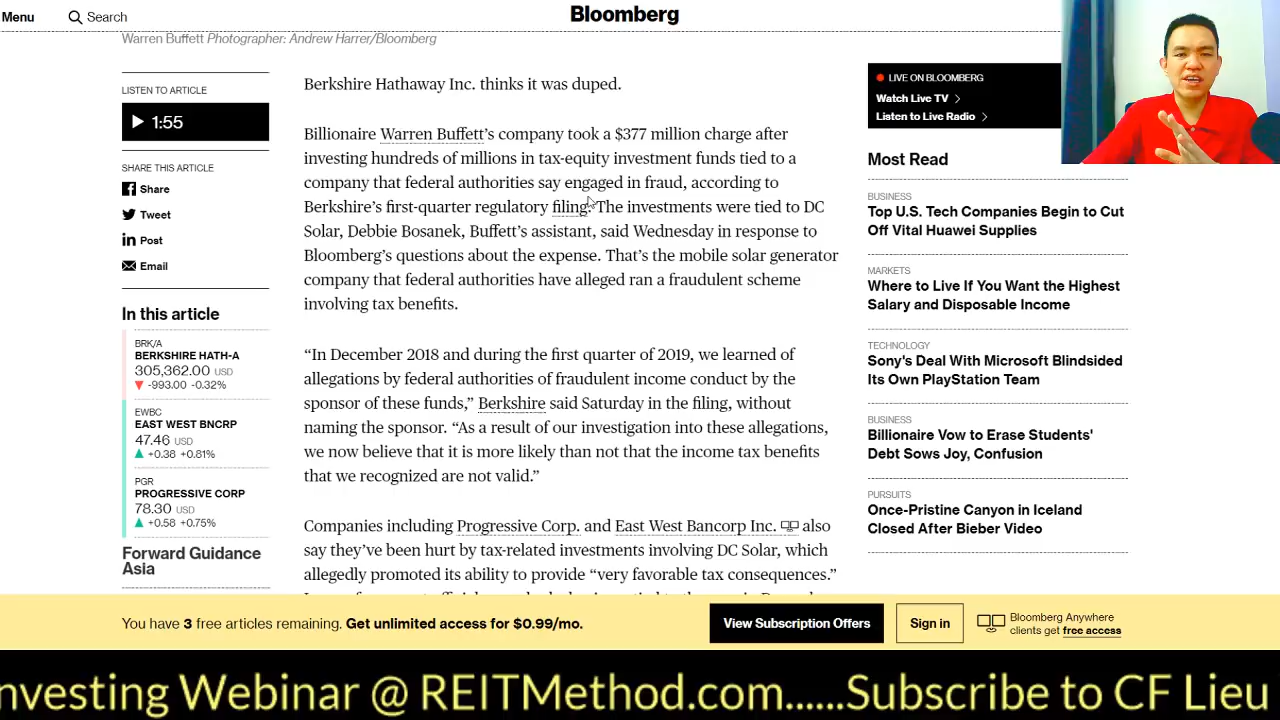 Menu
Search
Bloomberg
Warren Buffett Photographer: Andrew Harrer/Bloomberg
LISTEN TO ARTICLE
1:55
SHARE THIS ARTICLE
Share
Tweet
Post
Email
In this article
BRK/A
BERKSHIRE HATH-A
305,362.00 USD
-993.00 -0.32%
EWBC
EAST WEST BNCRP
47.46 USD
+0.38 +0.81%
PGR
PROGRESSIVE CORP
78.30 USD
+0.58 +0.75%
Forward Guidance
Asia
Berkshire Hathaway Inc. thinks it was duped.
Billionaire Warren Buffett’s company took a $377 million charge after
investing hundreds of millions in tax-equity investment funds tied to a
company that federal authorities say engaged in fraud, according to
Berkshire’s first-quarter regulatory filing. The investments were tied to DC
Solar, Debbie Bosanek, Buffett’s assistant, said Wednesday in response to
Bloomberg’s questions about the expense. That’s the mobile solar generator
company that federal authorities have alleged ran a fraudulent scheme
involving tax benefits.
“In December 2018 and during the first quarter of 2019, we learned of
allegations by federal authorities of fraudulent income conduct by the
sponsor of these funds,” Berkshire said Saturday in the filing, without
naming the sponsor. “As a result of our investigation into these allegations,
we now believe that it is more likely than not that the income tax benefits
that we recognized are not valid.”
Companies including Progressive Corp. and East West Bancorp Inc. also
say they’ve been hurt by tax-related investments involving DC Solar, which
allegedly promoted its ability to provide “very favorable tax consequences.”
LIVE ON BLOOMBERG
Watch Live TV
Listen to Live Radio
Most Read
BUSINESS
Top U.S. Tech Companies Begin to Cut
Off Vital Huawei Supplies
MARKETS
Where to Live If You Want the Highest
Salary and Disposable Income
TECHNOLOGY
Sony's Deal With Microsoft Blindsided
Its Own PlayStation Team
BUSINESS
Billionaire Vow to Erase Students'
Debt Sows Joy, Confusion
PURSUITS
Once-Pristine Canyon in Iceland
Closed After Bieber Video
You have 3 free articles remaining. Get unlimited access for $0.99/mo.
View Subscription Offers
Sign in
Bloomberg Anywhere
clients get free access
nvesting Webinar @ REITMethod.com......Subscribe to CF Lieu